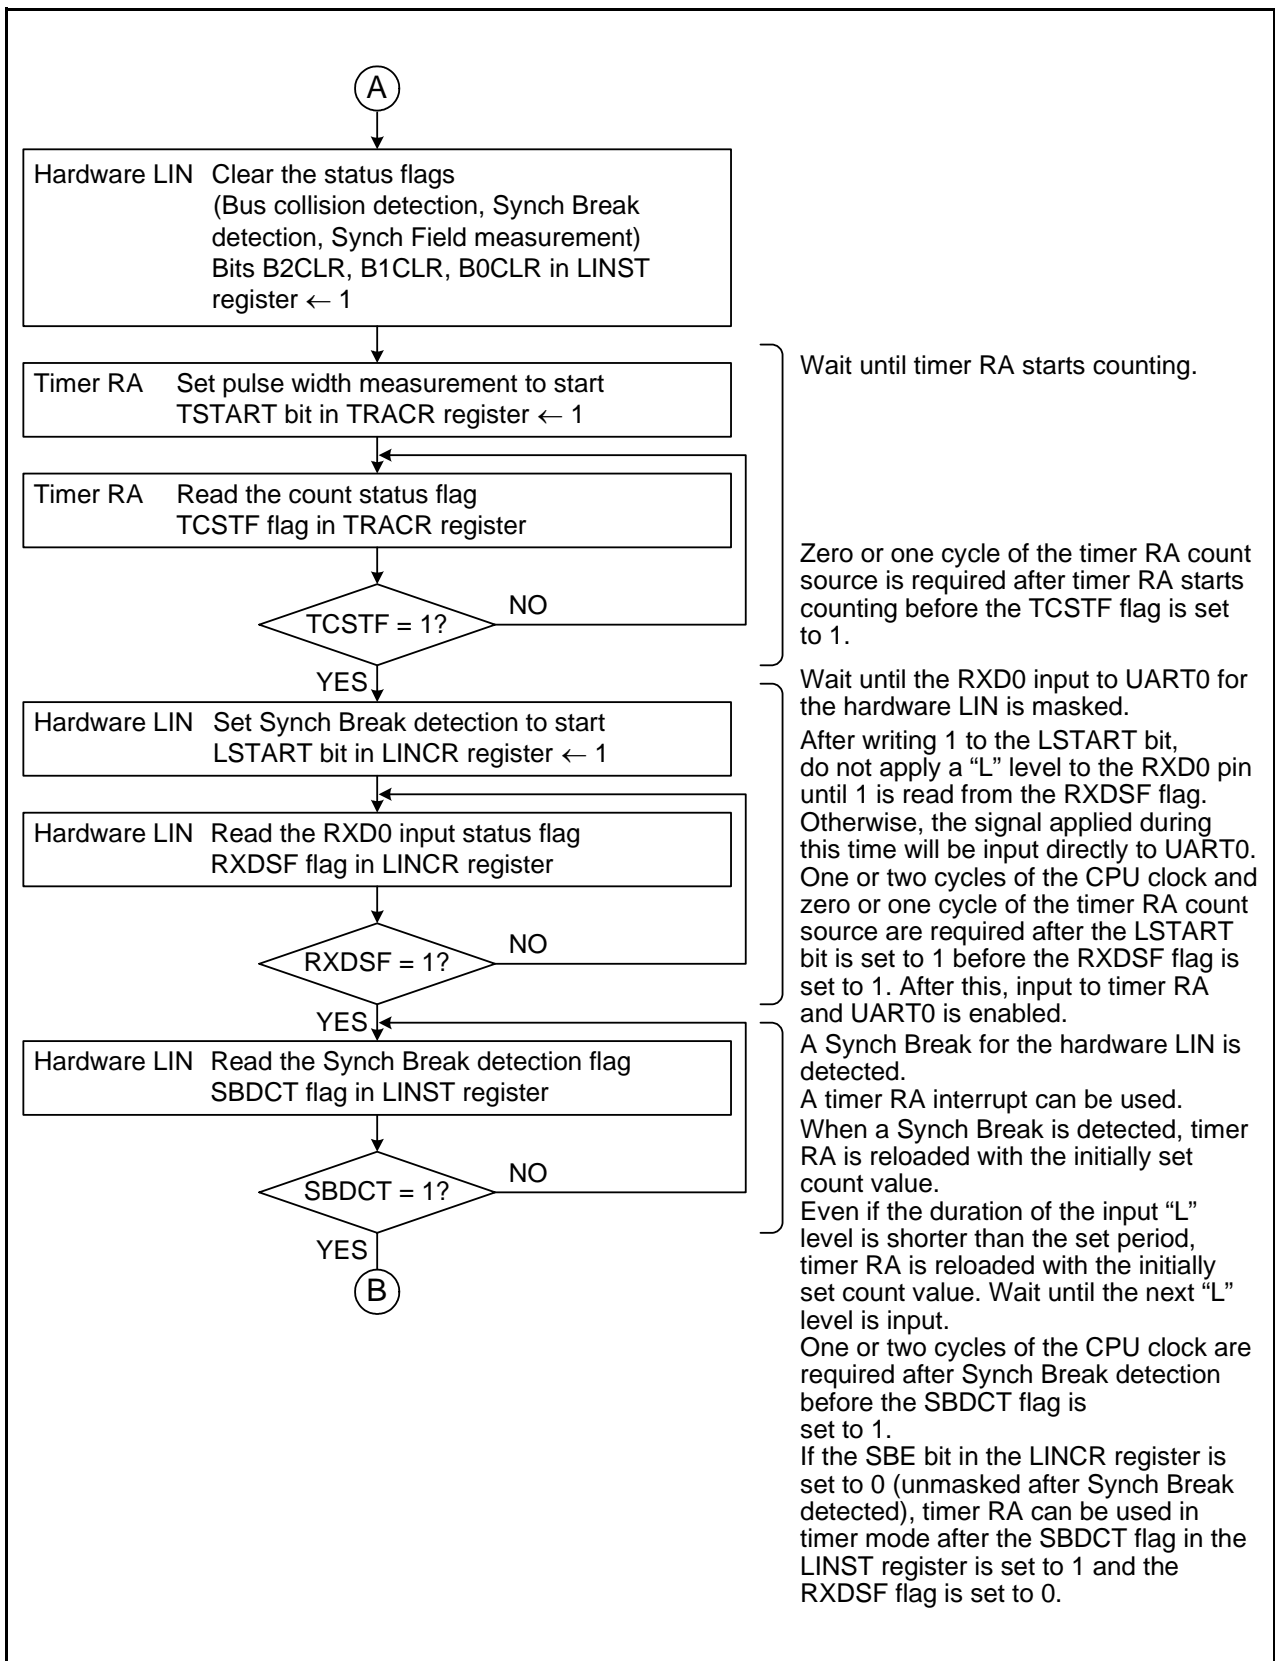 A
Hardware LIN Clear the status flags
(Bus collision detection, Synch Break
detection, Synch Field measurement)
Bits B2CLR, B1CLR, B0CLR in LINST
register ← 1
Timer RA Set pulse width measurement to start
TSTART bit in TRACR register ← 1
Wait until timer RA starts counting.
Timer RA Read the count status flag
TCSTF flag in TRACR register
TCSTF = 1?
NO
YES
Zero or one cycle of the timer RA count
source is required after timer RA starts
counting before the TCSTF flag is set
to 1.
Hardware LIN Set Synch Break detection to start
LSTART bit in LINCR register ← 1
Hardware LIN Read the RXD0 input status flag
RXDSF flag in LINCR register
RXDSF = 1?
NO
YES
Wait until the RXD0 input to UART0 for
the hardware LIN is masked.
After writing 1 to the LSTART bit,
do not apply a “L” level to the RXD0 pin
until 1 is read from the RXDSF flag.
Otherwise, the signal applied during
this time will be input directly to UART0.
One or two cycles of the CPU clock and
zero or one cycle of the timer RA count
source are required after the LSTART
bit is set to 1 before the RXDSF flag is
set to 1. After this, input to timer RA
and UART0 is enabled.
Hardware LIN Read the Synch Break detection flag
SBDCT flag in LINST register
SBDCT = 1?
NO
YES
B
A Synch Break for the hardware LIN is
detected.
A timer RA interrupt can be used.
When a Synch Break is detected, timer
RA is reloaded with the initially set
count value.
Even if the duration of the input “L”
level is shorter than the set period,
timer RA is reloaded with the initially
set count value. Wait until the next “L”
level is input.
One or two cycles of the CPU clock are
required after Synch Break detection
before the SBDCT flag is
set to 1.
If the SBE bit in the LINCR register is
set to 0 (unmasked after Synch Break
detected), timer RA can be used in
timer mode after the SBDCT flag in the
LINST register is set to 1 and the
RXDSF flag is set to 0.